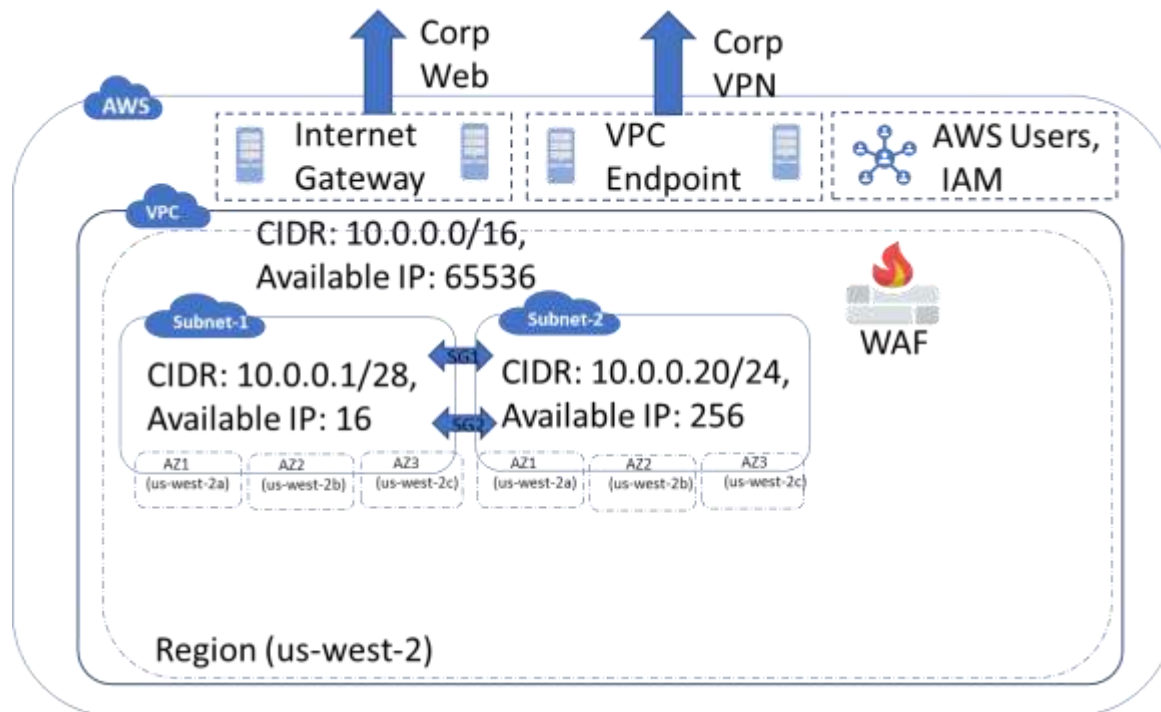 Corp
Web
Corp
VPN
AWS
Internet
Gateway
VPC
Endpoint
AWS Users,
IAM
VPC
CIDR: 10.0.0.0/16,
Available IP: 65536
WAF
Subnet-1
CIDR: 10.0.0.1/28,
Available IP: 16
SG1
SG2
Subnet-2
CIDR: 10.0.0.20/24,
Available IP: 256
AZ1
(us-west-2a)
AZ2
(us-west-2b)
AZ3
(us-west-2c)
AZ1
(us-west-2a)
AZ2
(us-west-2b)
AZ3
(us-west-2c)
Region (us-west-2)